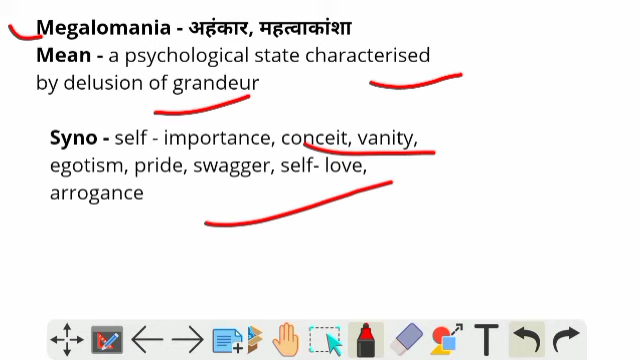 Megalomania - अहंकार, महत्वाकांशा
Mean - a psychological state characterised
by delusion of grandeur
Syno - self - importance, conceit, vanity,
egotism, pride, swagger, self- love,
arrogance